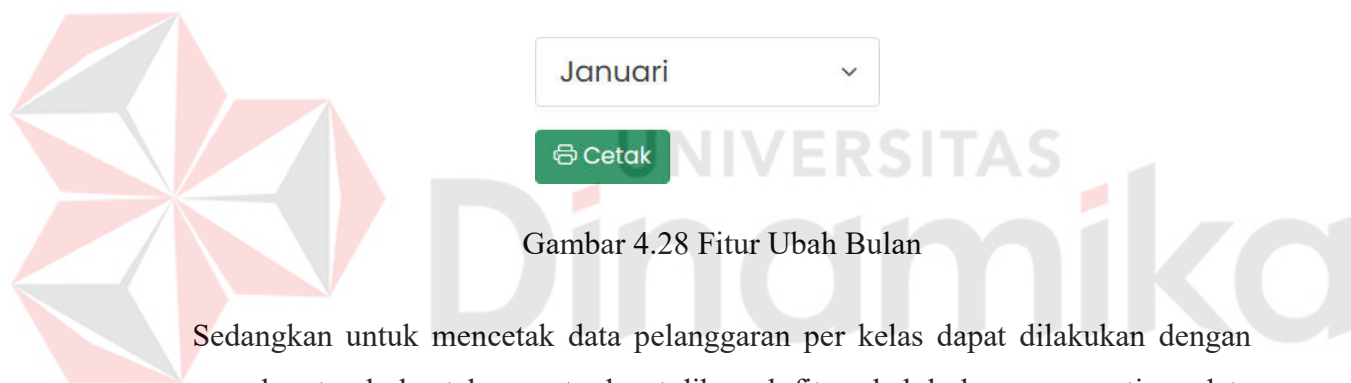 Januari
Cetak
UNIVERSITAS
Dinamika
Gambar 4.28 Fitur Ubah Bulan
Sedangkan untuk mencetak data pelanggaran per kelas dapat dilakukan dengan